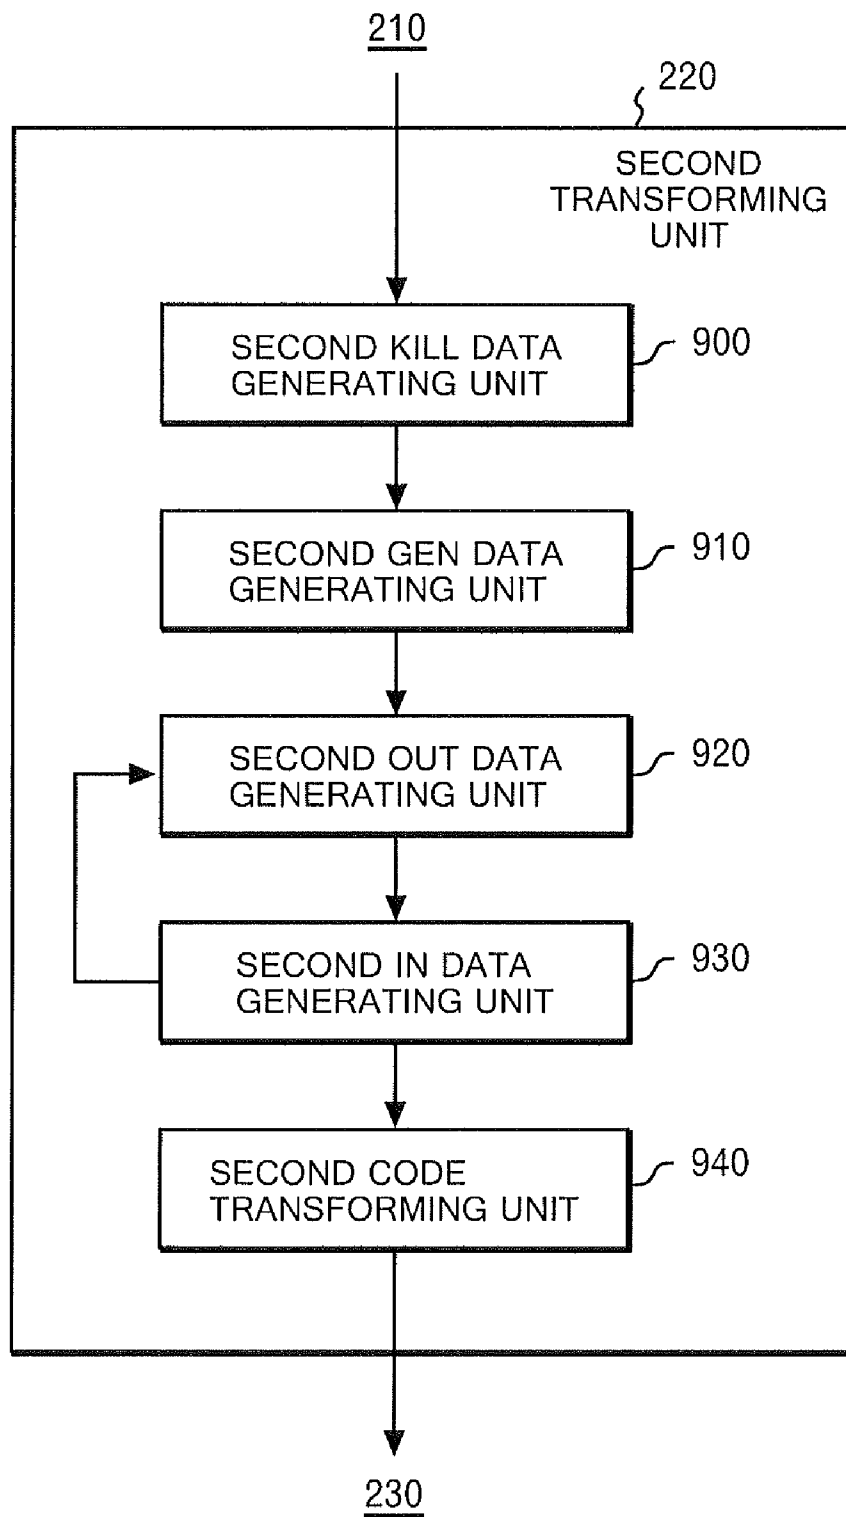 210
220
SECOND
TRANSFORMING
UNIT
SECOND KILL DATA
GENERATING UNIT
900
SECOND GEN DATA
GENERATING UNIT
910
SECOND OUT DATA
GENERATING UNIT
920
SECOND IN DATA
GENERATING UNIT
930
SECOND CODE
TRANSFORMING UNIT
940
230